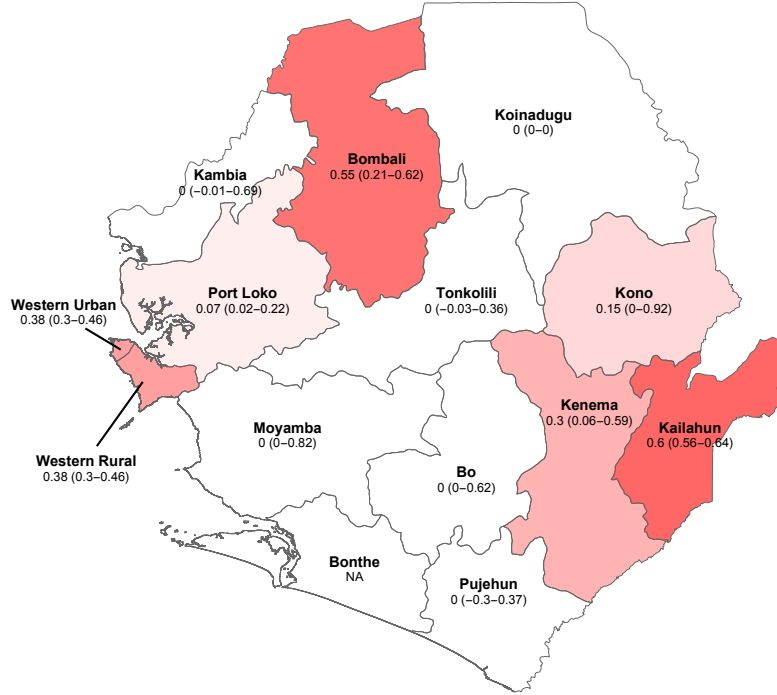 Koinadugu
0 (0−0)
Bombali
0.55 (0.21−0.62)
Kambia
0 (−0.01−0.69)
Port Loko
0.07 (0.02−0.22)
Tonkolili
0 (−0.03−0.36)
Kono
0.15 (0−0.92)
Western Urban
0.38 (0.3−0.46)
Kenema
0.3 (0.06−0.59)
Kailahun
0.6 (0.56−0.64)
Moyamba
0 (0−0.82)
Western Rural
0.38 (0.3−0.46)
Bo
0 (0−0.62)
Bonthe
NA
Pujehun
0 (−0.3−0.37)